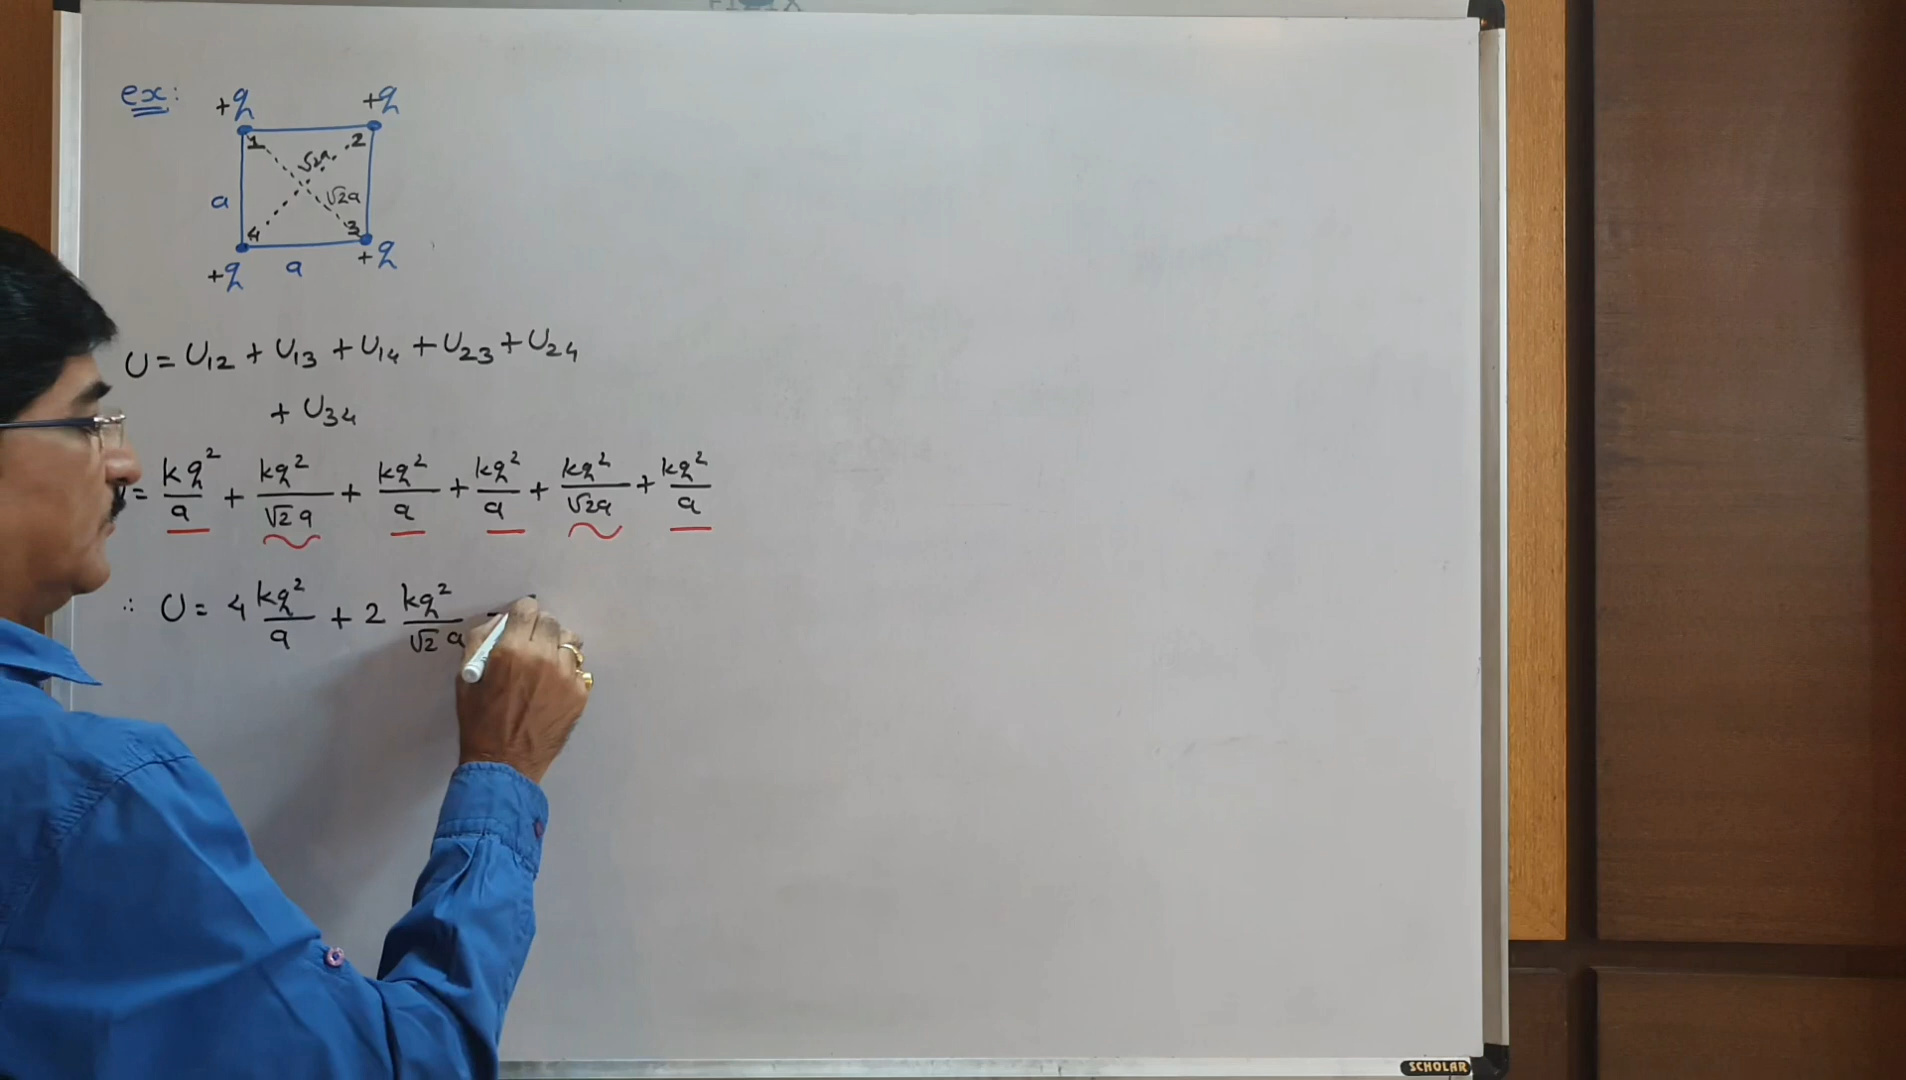 ex:
+q +q
1 2
√2a
a √2a
4 3
+q a +q
U = U12 + U13 + U14 + U23 + U24
+ U34
= kq²/a + kq²/√2a + kq²/a + kq²/a + kq²/√2a + kq²/a
∴ U = 4 kq²/a + 2 kq²/√2 a
SCHOLAR